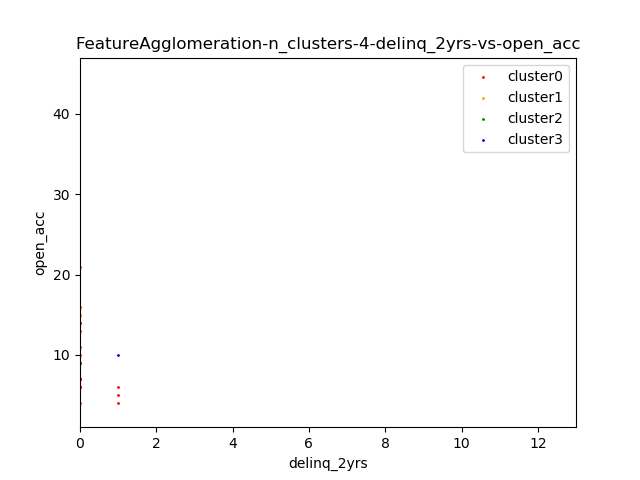 FeatureAgglomeration-n_clusters-4-delinq_2yrs-vs-open_acc
cluster0
cluster1
cluster2
cluster3
40
30
20
10
open_acc
0 2 4 6 8 10 12
delinq_2yrs